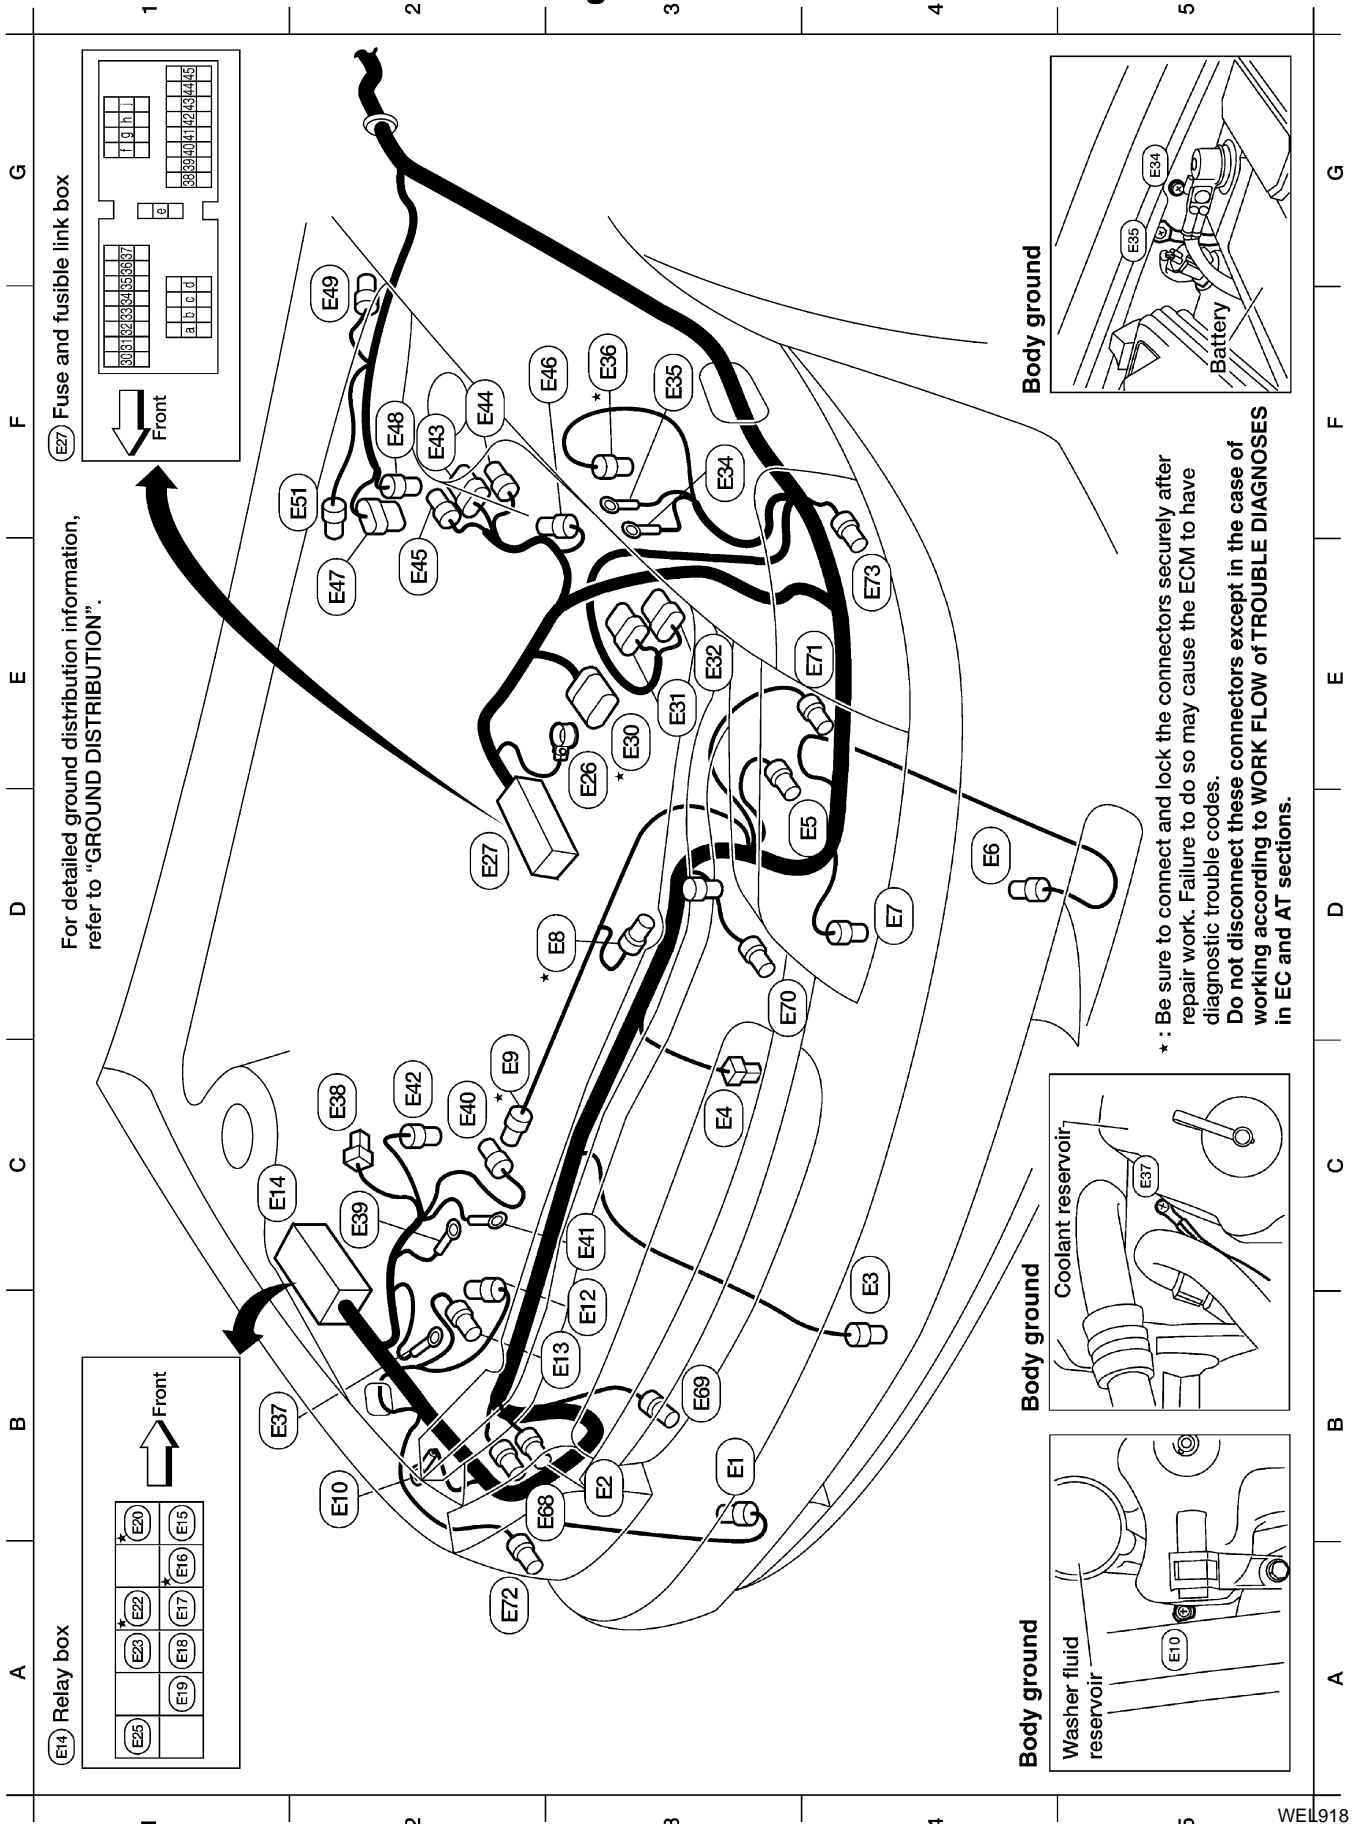 g
1
2
3
4
5
G
F
E
D
C
B
A
E27 Fuse and fusible link box
30 31 32 33 34 35 36 37
a b c d
e
f g h j
38 39 40 41 42 43 44 45
Front
For detailed ground distribution information,
refer to “GROUND DISTRIBUTION”.
E14 Relay box
E25
E23
★ E22
★ E20
E19
E18
E17
★ E16
E15
Front
E49
E51
E47
E48
E43
E44
E45
E46
★ E36
E35
E34
E73
E71
E32
E31
★ E30
E26
E27
E5
E6
E7
★ E8
E70
★ E9
E4
E38
E42
E40
E14
E39
E41
E12
E13
E3
E37
E69
E10
E2
E68
E1
E72
★ : Be sure to connect and lock the connectors securely after
repair work. Failure to do so may cause the ECM to have
diagnostic trouble codes.
Do not disconnect these connectors except in the case of
working according to WORK FLOW of TROUBLE DIAGNOSES
in EC and AT sections.
Body ground
Washer fluid
reservoir
E10
Body ground
Coolant reservoir
E37
Body ground
E35
E34
Battery
1
2
3
4
5
G
F
E
D
C
B
A
WEL918